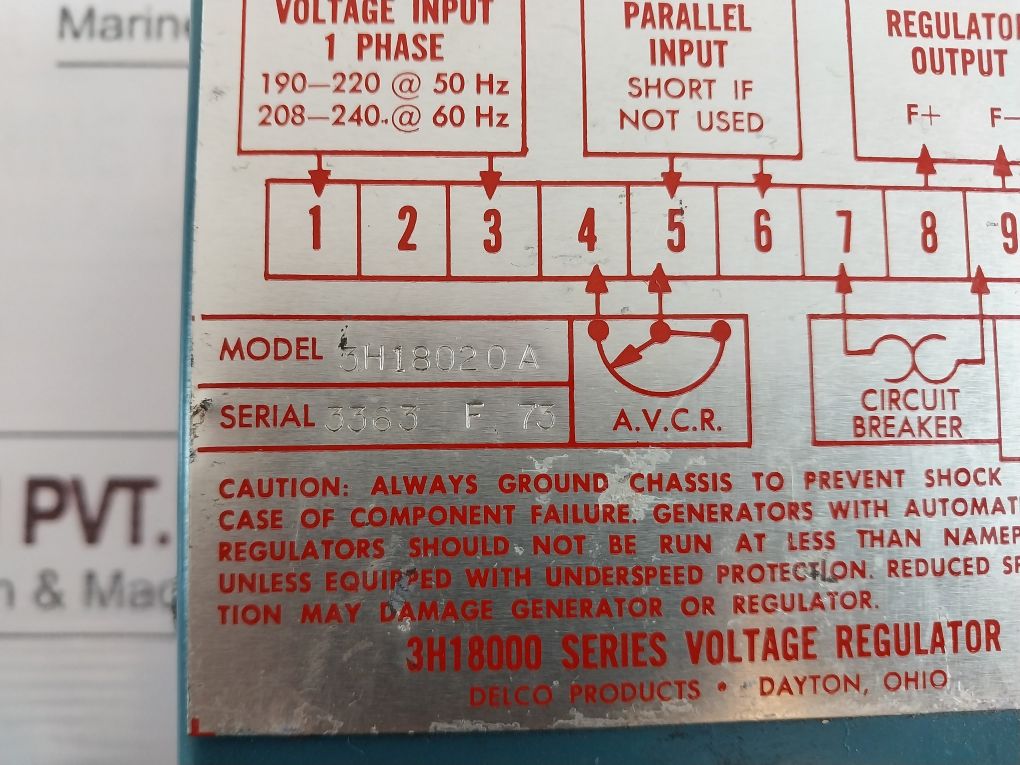 Marine
VOLTAGE INPUT
1 PHASE
190–220 @ 50 Hz
208–240 @ 60 Hz
PARALLEL
INPUT
SHORT IF
NOT USED
REGULATOR
OUTPUT
F+ F–
1 2 3 4 5 6 7 8 9
MODEL 3H18020A
SERIAL 3363 F 73
A.V.C.R.
CIRCUIT
BREAKER
CAUTION: ALWAYS GROUND CHASSIS TO PREVENT SHOCK
CASE OF COMPONENT FAILURE. GENERATORS WITH AUTOMAT
REGULATORS SHOULD NOT BE RUN AT LESS THAN NAMEP
UNLESS EQUIPPED WITH UNDERSPEED PROTECTION. REDUCED SP
TION MAY DAMAGE GENERATOR OR REGULATOR.
3H18000 SERIES VOLTAGE REGULATOR
DELCO PRODUCTS • DAYTON, OHIO
PVT.
n & Mac